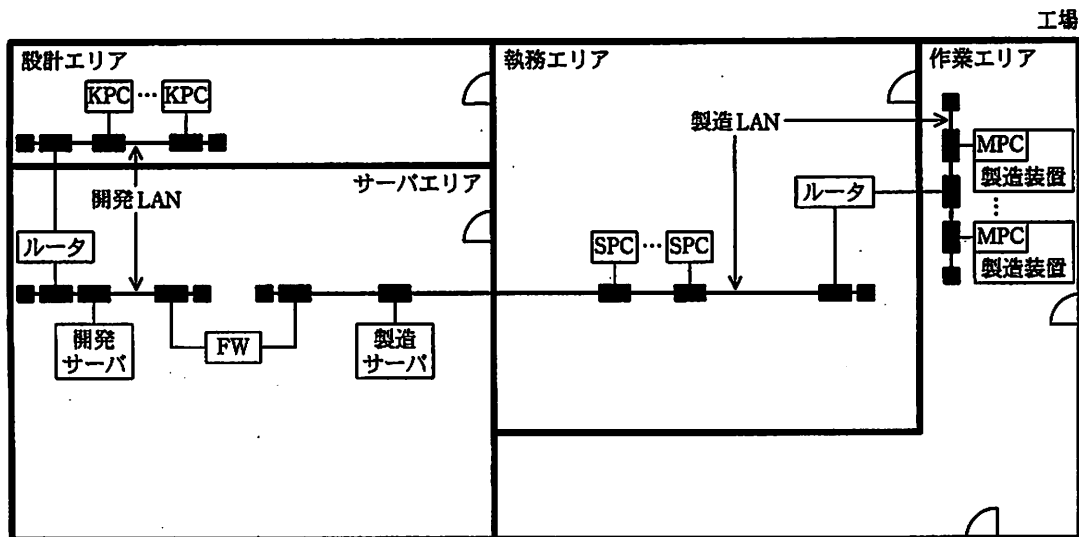 工場
設計エリア
執務エリア
作業エリア
KPC … KPC
製造LAN
MPC
製造装置
サーバエリア
開発LAN
ルータ
ルータ
…
SPC … SPC
MPC
製造装置
開発
サーバ
FW
製造
サーバ